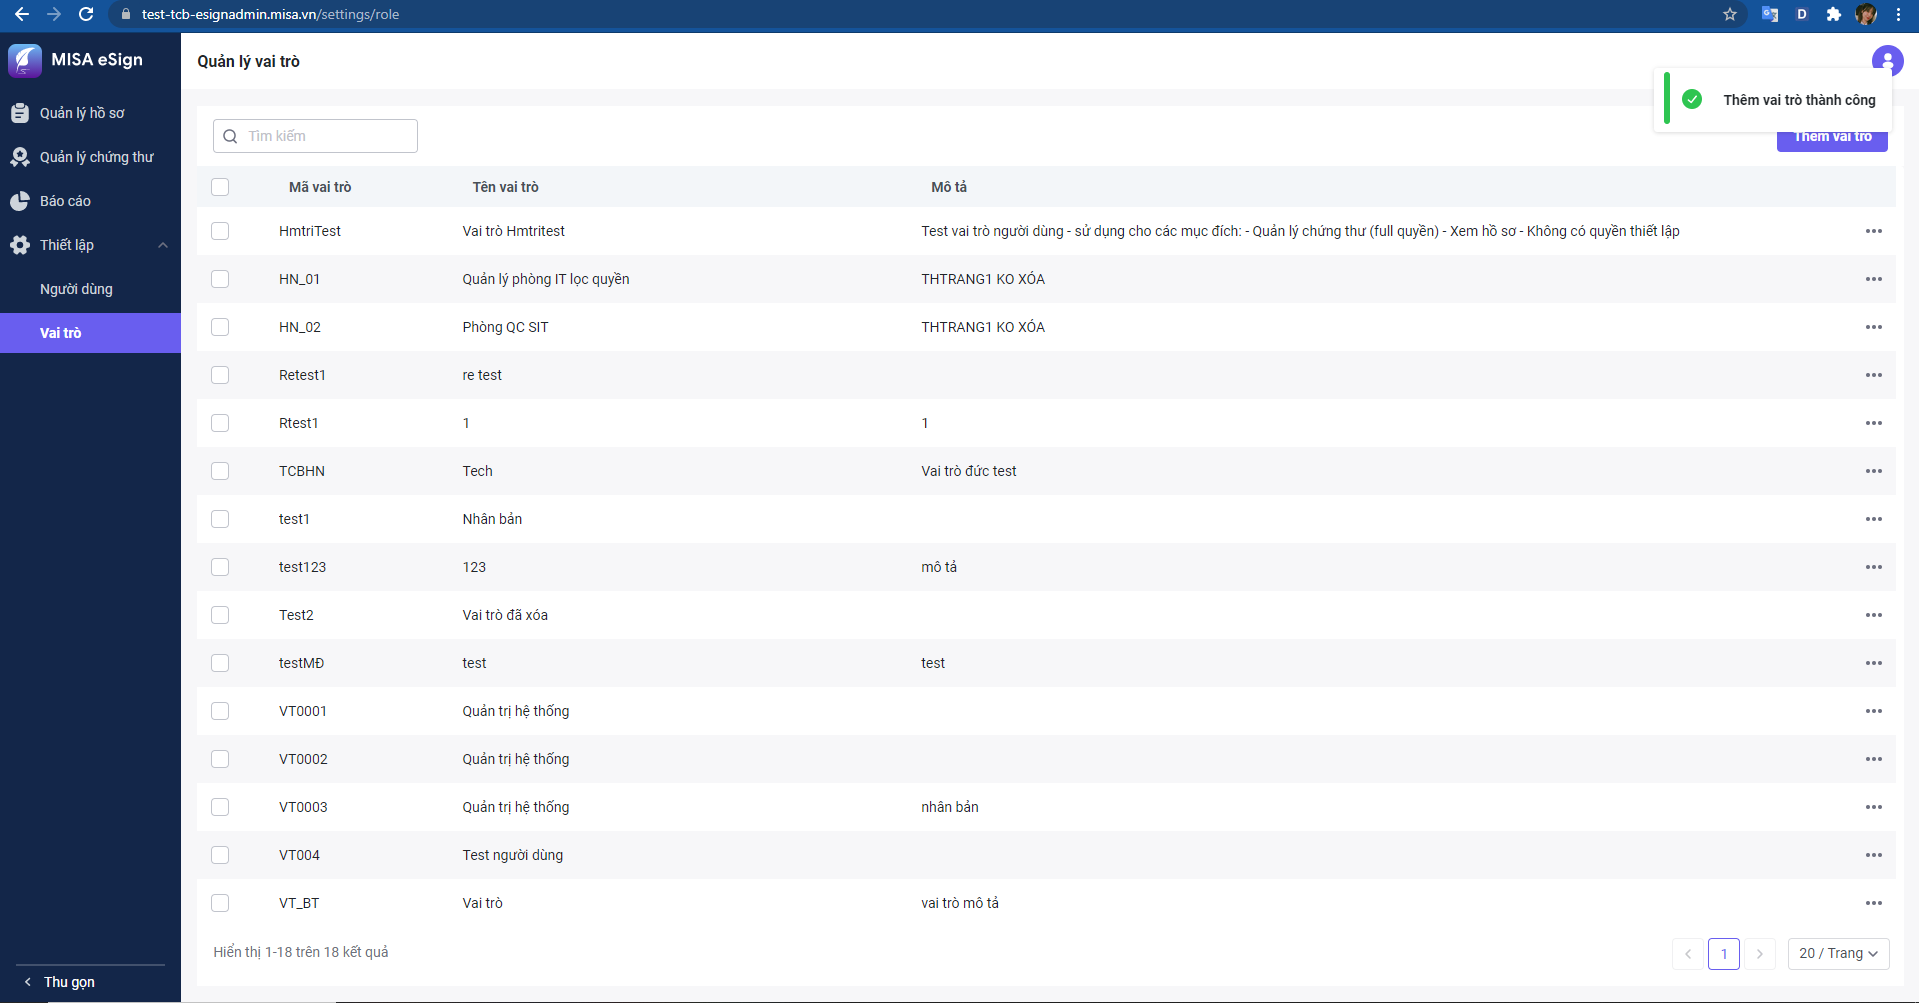 test-tcb-esignadmin.misa.vn/settings/role
D
MISA eSign
Quản lý hồ sơ
Quản lý chứng thư
Báo cáo
Thiết lập
Người dùng
Vai trò
Thu gọn
Quản lý vai trò
Thêm vai trò thành công
Tìm kiếm
Thêm vai trò
Mã vai trò Tên vai trò Mô tả
HmtriTest Vai trò Hmtritest Test vai trò người dùng - sử dụng cho các mục đích: - Quản lý chứng thư (full quyền) - Xem hồ sơ - Không có quyền thiết lập
HN_01 Quản lý phòng IT lọc quyền THTRANG1 KO XÓA
HN_02 Phòng QC SIT THTRANG1 KO XÓA
Retest1 re test
Rtest1 1 1
TCBHN Tech Vai trò đức test
test1 Nhân bản
test123 123 mô tả
Test2 Vai trò đã xóa
testMĐ test test
VT0001 Quản trị hệ thống
VT0002 Quản trị hệ thống
VT0003 Quản trị hệ thống nhân bản
VT004 Test người dùng
VT_BT Vai trò vai trò mô tả
Hiển thị 1-18 trên 18 kết quả
1
20 / Trang